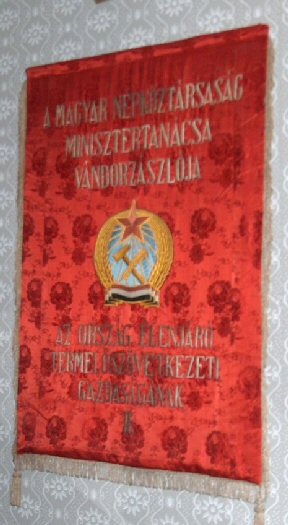 A MAGYAR NÉPKÖZTÁRSASÁG
MINISZTERTANÁCSA
VÁNDORZÁSZLÓJA
AZ ORSZÁG ÉLENJÁRÓ
TERMELŐSZÖVETKEZETI
GAZDASÁGÁNAK